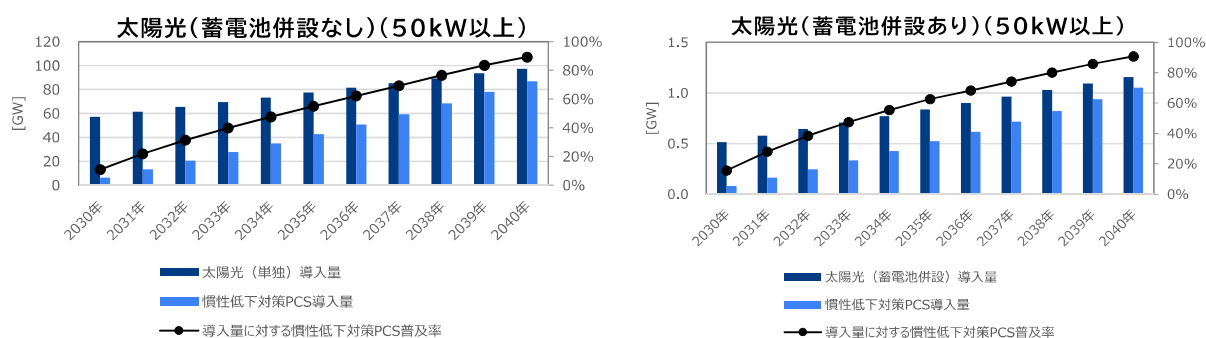 太陽光（蓄電池併設なし）（５０ｋＷ以上）
[GW]
120
100
80
60
40
20
0
100%
80%
60%
40%
20%
0%
2030年
2031年
2032年
2033年
2034年
2035年
2036年
2037年
2038年
2039年
2040年
太陽光（単独）導入量
慣性低下対策PCS導入量
導入量に対する慣性低下対策PCS普及率
太陽光（蓄電池併設あり）（５０ｋＷ以上）
[GW]
1.5
1.0
0.5
0.0
100%
80%
60%
40%
20%
0%
2030年
2031年
2032年
2033年
2034年
2035年
2036年
2037年
2038年
2039年
2040年
太陽光（蓄電池併設）導入量
慣性低下対策PCS導入量
導入量に対する慣性低下対策PCS普及率